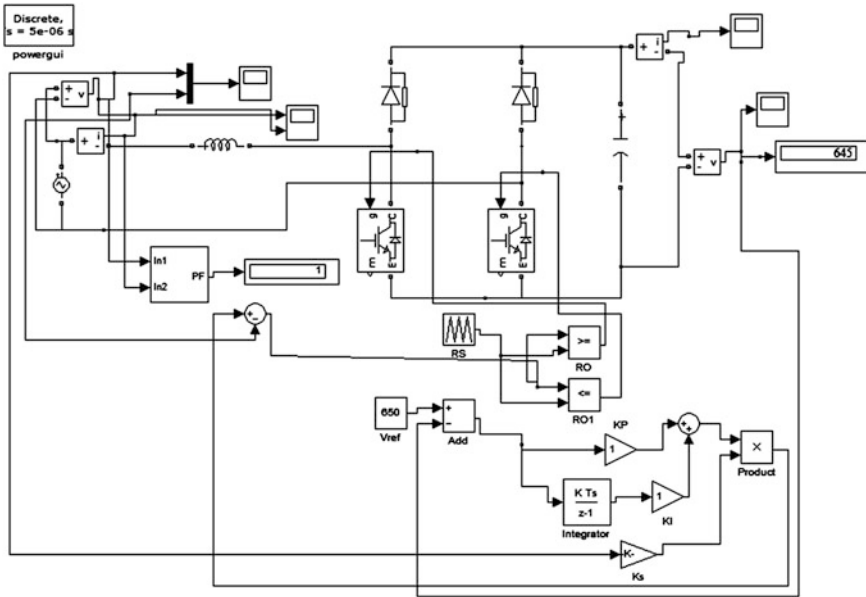 Discrete,
s = 5e-06 s
powergui
+
-
v
+
-
i
+
i
-
+
+
-
v
645
g
C
m
E
g
C
m
E
In1
PF
In2
1
+
-
RS
>=
RO
<=
RO1
650
Vref
+
-
Add
KP
1
+
+
×
Product
K Ts
z-1
Integrator
1
KI
K-
Ks